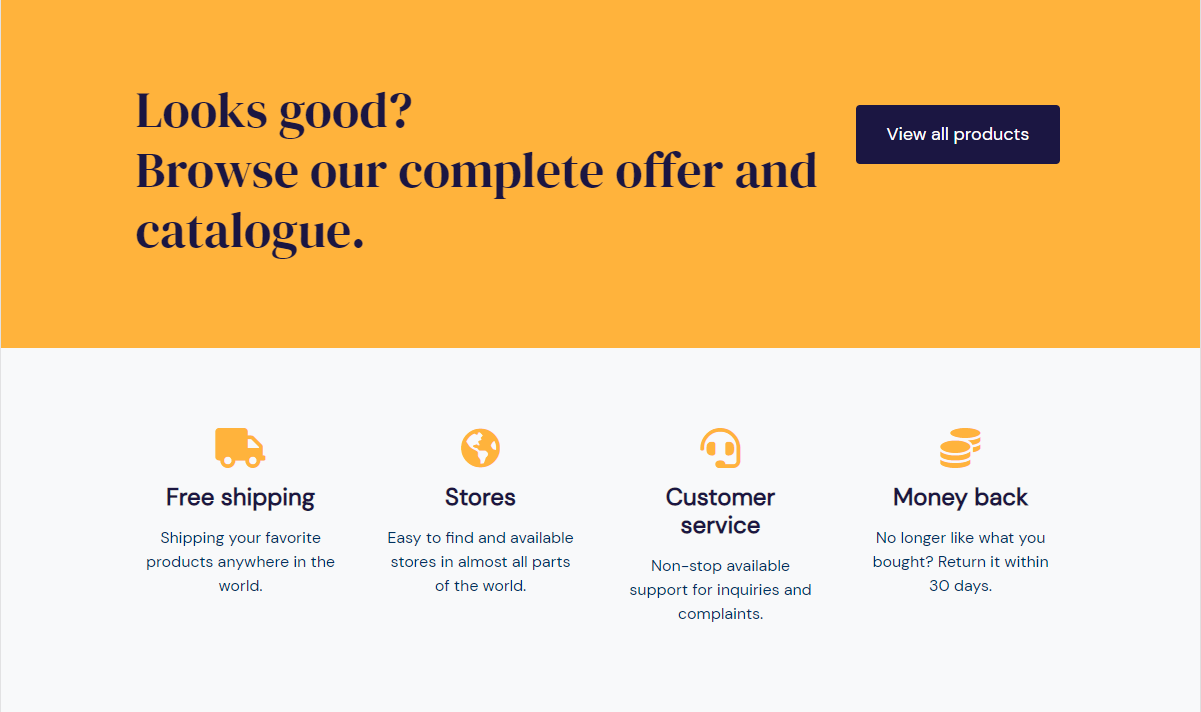 Looks good?
Browse our complete offer and
catalogue.
View all products
Free shipping
Shipping your favorite
products anywhere in the
world.
Stores
Easy to find and available
stores in almost all parts
of the world.
Customer
service
Non-stop available
support for inquiries and
complaints.
Money back
No longer like what you
bought? Return it within
30 days.